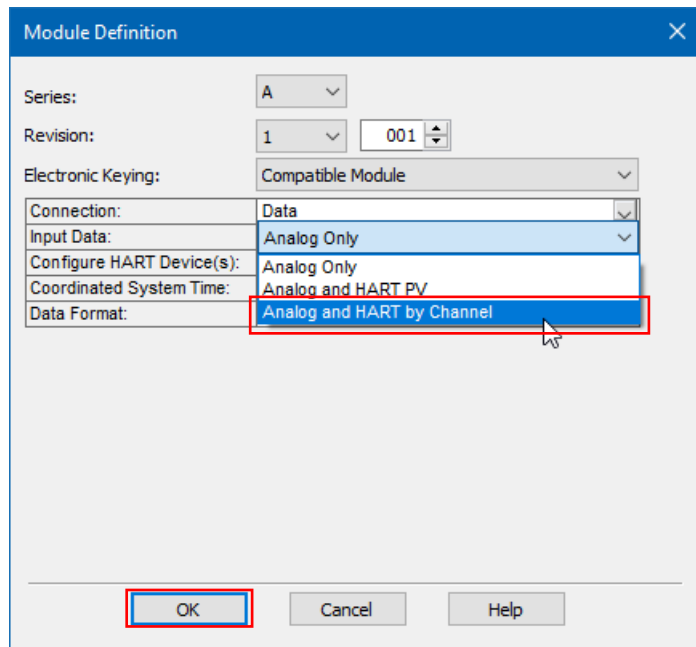 Module Definition
Series: A
Revision: 1 001
Electronic Keying: Compatible Module
Connection: Data
Input Data: Analog Only
Configure HART Device(s): Analog Only
Coordinated System Time: Analog and HART PV
Data Format: Analog and HART by Channel
OK Cancel Help